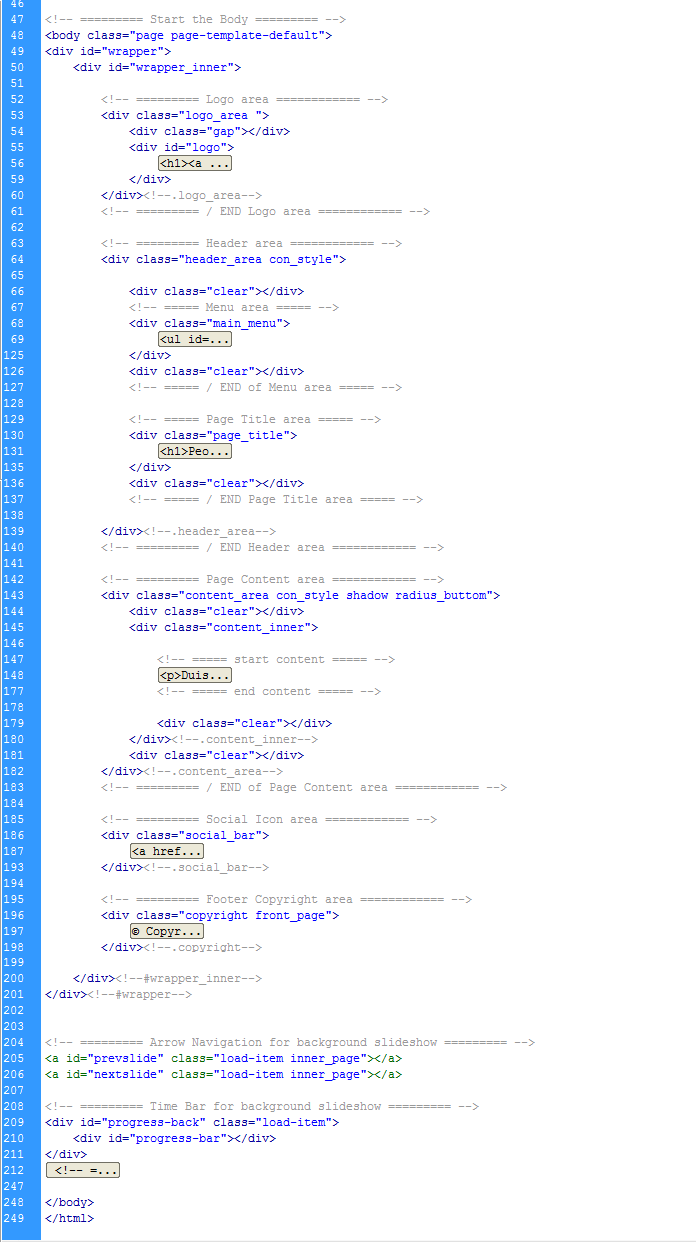 46
47 <!-- ========= Start the Body ========= -->
48 <body class="page page-template-default">
49 <div id="wrapper">
50 <div id="wrapper_inner">
51
52 <!-- ========= Logo area ============ -->
53 <div class="logo_area ">
54 <div class="gap"></div>
55 <div id="logo">
56 <h1><a ...
59 </div>
60 </div><!--.logo_area-->
61 <!-- ========= / END Logo area ============ -->
62
63 <!-- ========= Header area ============ -->
64 <div class="header_area con_style">
65
66 <div class="clear"></div>
67 <!-- ===== Menu area ===== -->
68 <div class="main_menu">
69 <ul id=...
125 </div>
126 <div class="clear"></div>
127 <!-- ===== / END of Menu area ===== -->
128
129 <!-- ===== Page Title area ===== -->
130 <div class="page_title">
131 <h1>Peo...
135 </div>
136 <div class="clear"></div>
137 <!-- ===== / END Page Title area ===== -->
138
139 </div><!--.header_area-->
140 <!-- ========= / END Header area ============ -->
141
142 <!-- ========= Page Content area ============ -->
143 <div class="content_area con_style shadow radius_buttom">
144 <div class="clear"></div>
145 <div class="content_inner">
146
147 <!-- ===== start content ===== -->
148 <p>Duis...
177 <!-- ===== end content ===== -->
178
179 <div class="clear"></div>
180 </div><!--.content_inner-->
181 <div class="clear"></div>
182 </div><!--.content_area-->
183 <!-- ========= / END of Page Content area ============ -->
184
185 <!-- ========= Social Icon area ============ -->
186 <div class="social_bar">
187 <a href...
193 </div><!--.social_bar-->
194
195 <!-- ========= Footer Copyright area ============ -->
196 <div class="copyright front_page">
197 © Copyr...
198 </div><!--.copyright-->
199
200 </div><!--#wrapper_inner-->
201 </div><!--#wrapper-->
202
203
204 <!-- ========= Arrow Navigation for background slideshow ========= -->
205 <a id="prevslide" class="load-item inner_page"></a>
206 <a id="nextslide" class="load-item inner_page"></a>
207
208 <!-- ========= Time Bar for background slideshow ========= -->
209 <div id="progress-back" class="load-item">
210 <div id="progress-bar"></div>
211 </div>
212 <!-- =...
247
248 </body>
249 </html>